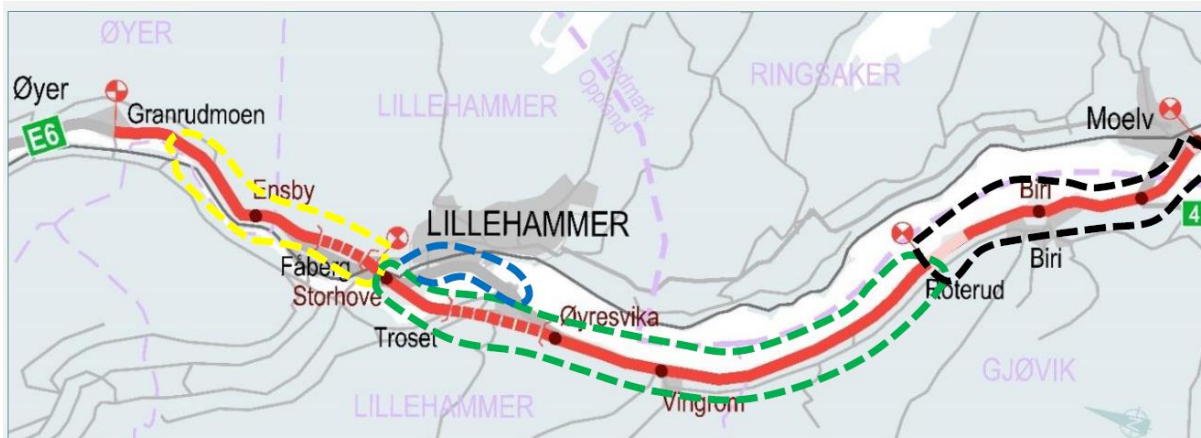 ØYER
Øyer
E6
Granrudmoen
LILLEHAMMER
Hedmark
Oppland
RINGSAKER
Moelv
Ensby
LILLEHAMMER
Fåberg
Storhove
Troset
Øyresvika
Vingrom
Biri
4
Biri
Roterud
GJØVIK
LILLEHAMMER
N